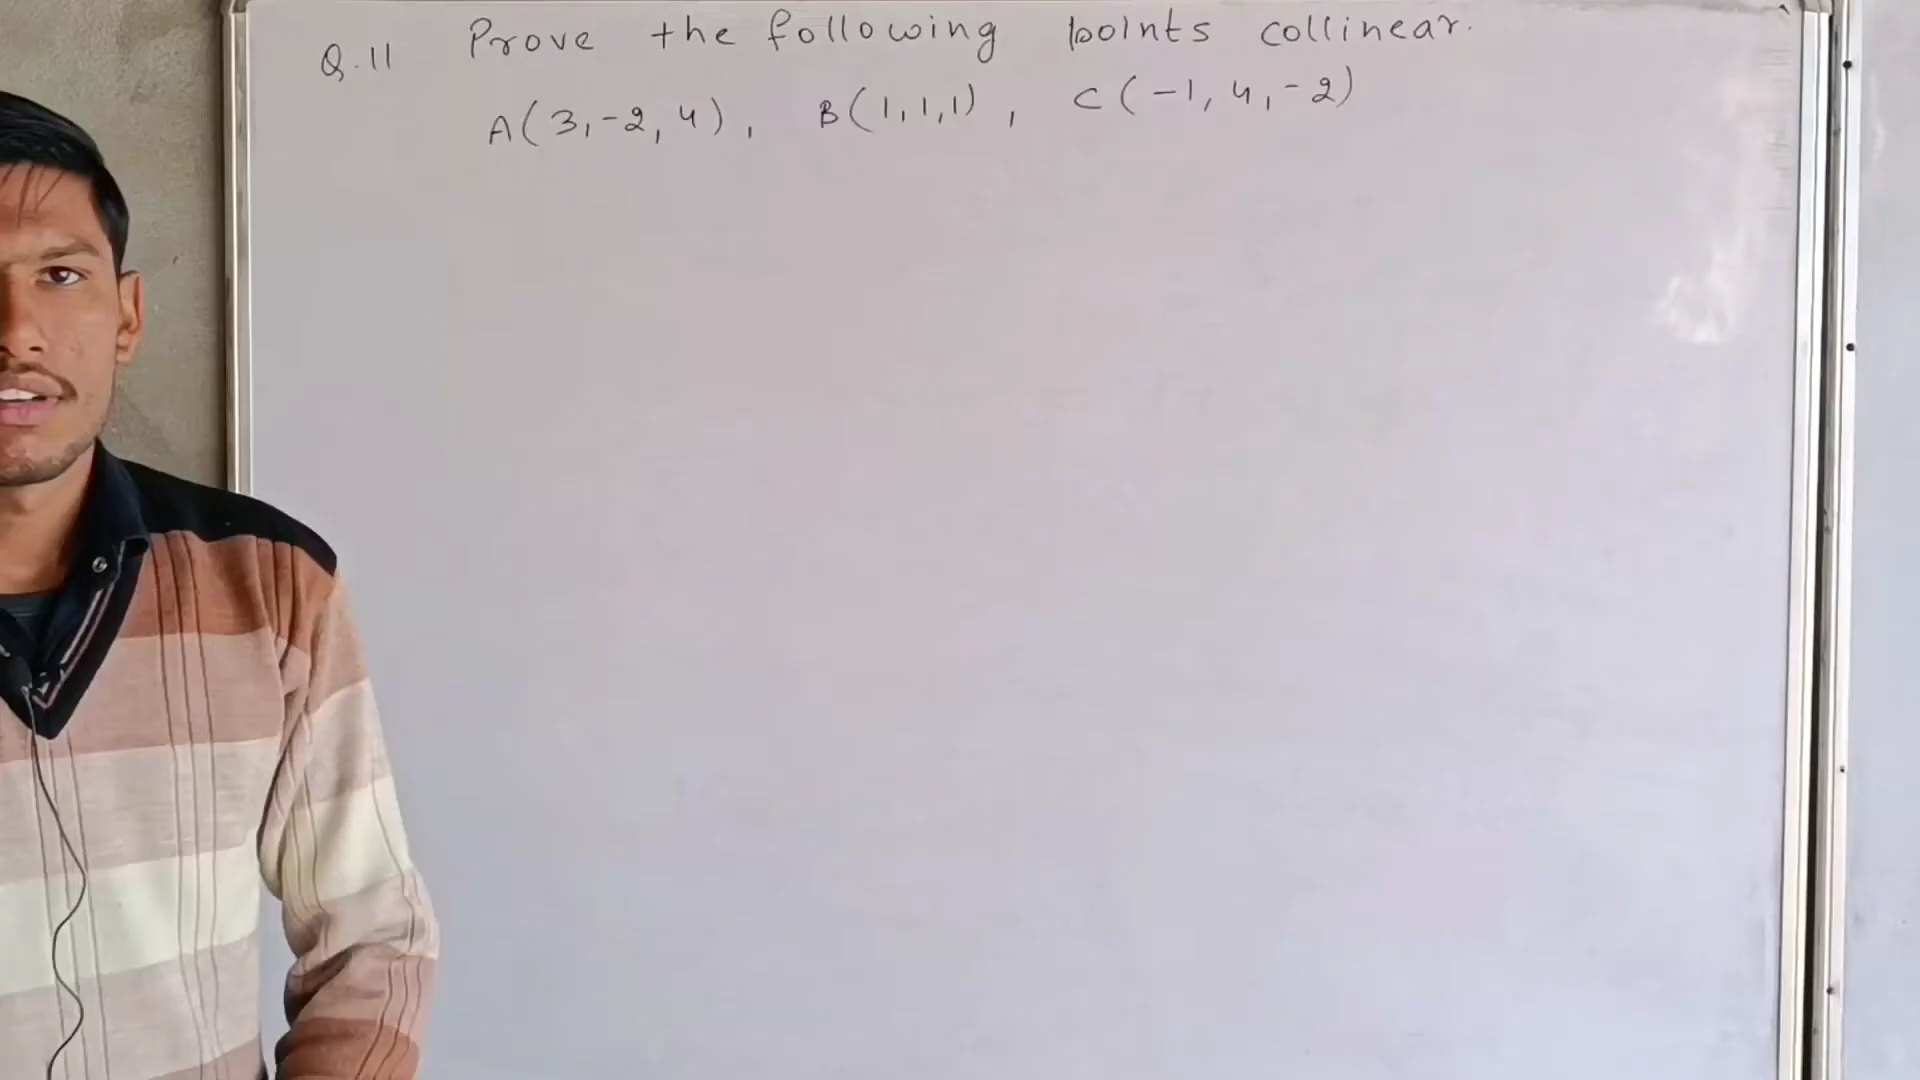 Q.11 Prove the following points collinear.
A(3,-2,4), B(1,1,1), C(-1,4,-2)